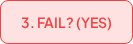 3. FAIL? (YES)